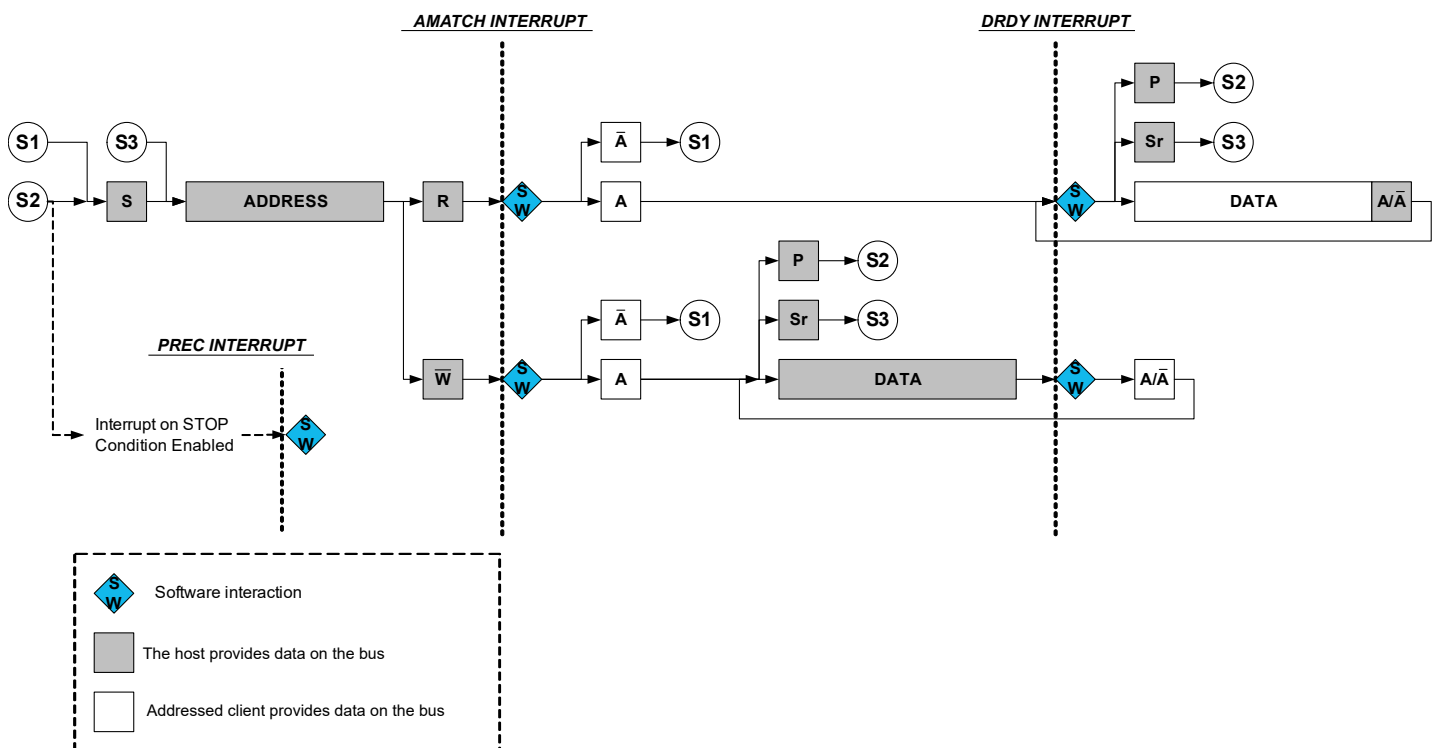 AMATCH INTERRUPT
DRDY INTERRUPT
P
S2
S1
S3
Ā
S1
Sr
S3
S2
S
ADDRESS
R
S
W
A
S
W
DATA
A/Ā
P
S2
Ā
S1
Sr
S3
PREC INTERRUPT
W̅
S
W
A
DATA
S
W
A/Ā
Interrupt on STOP
Condition Enabled
S
W
S
W
Software interaction
The host provides data on the bus
Addressed client provides data on the bus